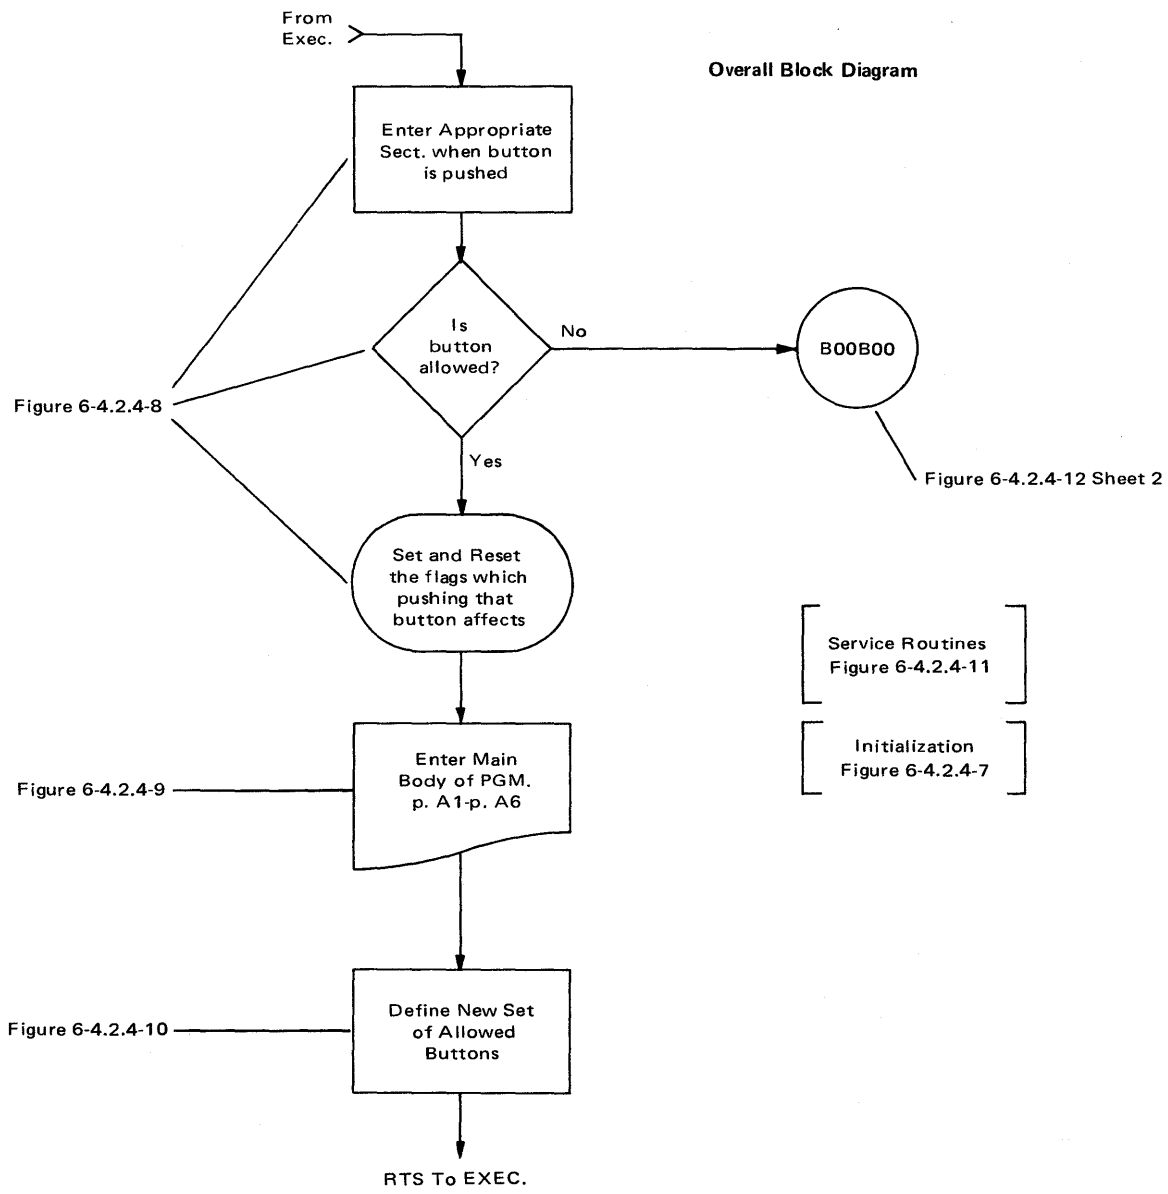 From
Exec.
Overall Block Diagram
Enter Appropriate
Sect. when button
is pushed
Is
button
allowed?
No
B00B00
Figure 6-4.2.4-8
Yes
Figure 6-4.2.4-12 Sheet 2
Set and Reset
the flags which
pushing that
button affects
Service Routines
Figure 6-4.2.4-11
Initialization
Figure 6-4.2.4-7
Enter Main
Body of PGM.
p. A1-p. A6
Figure 6-4.2.4-9
Define New Set
of Allowed
Buttons
Figure 6-4.2.4-10
RTS To EXEC.